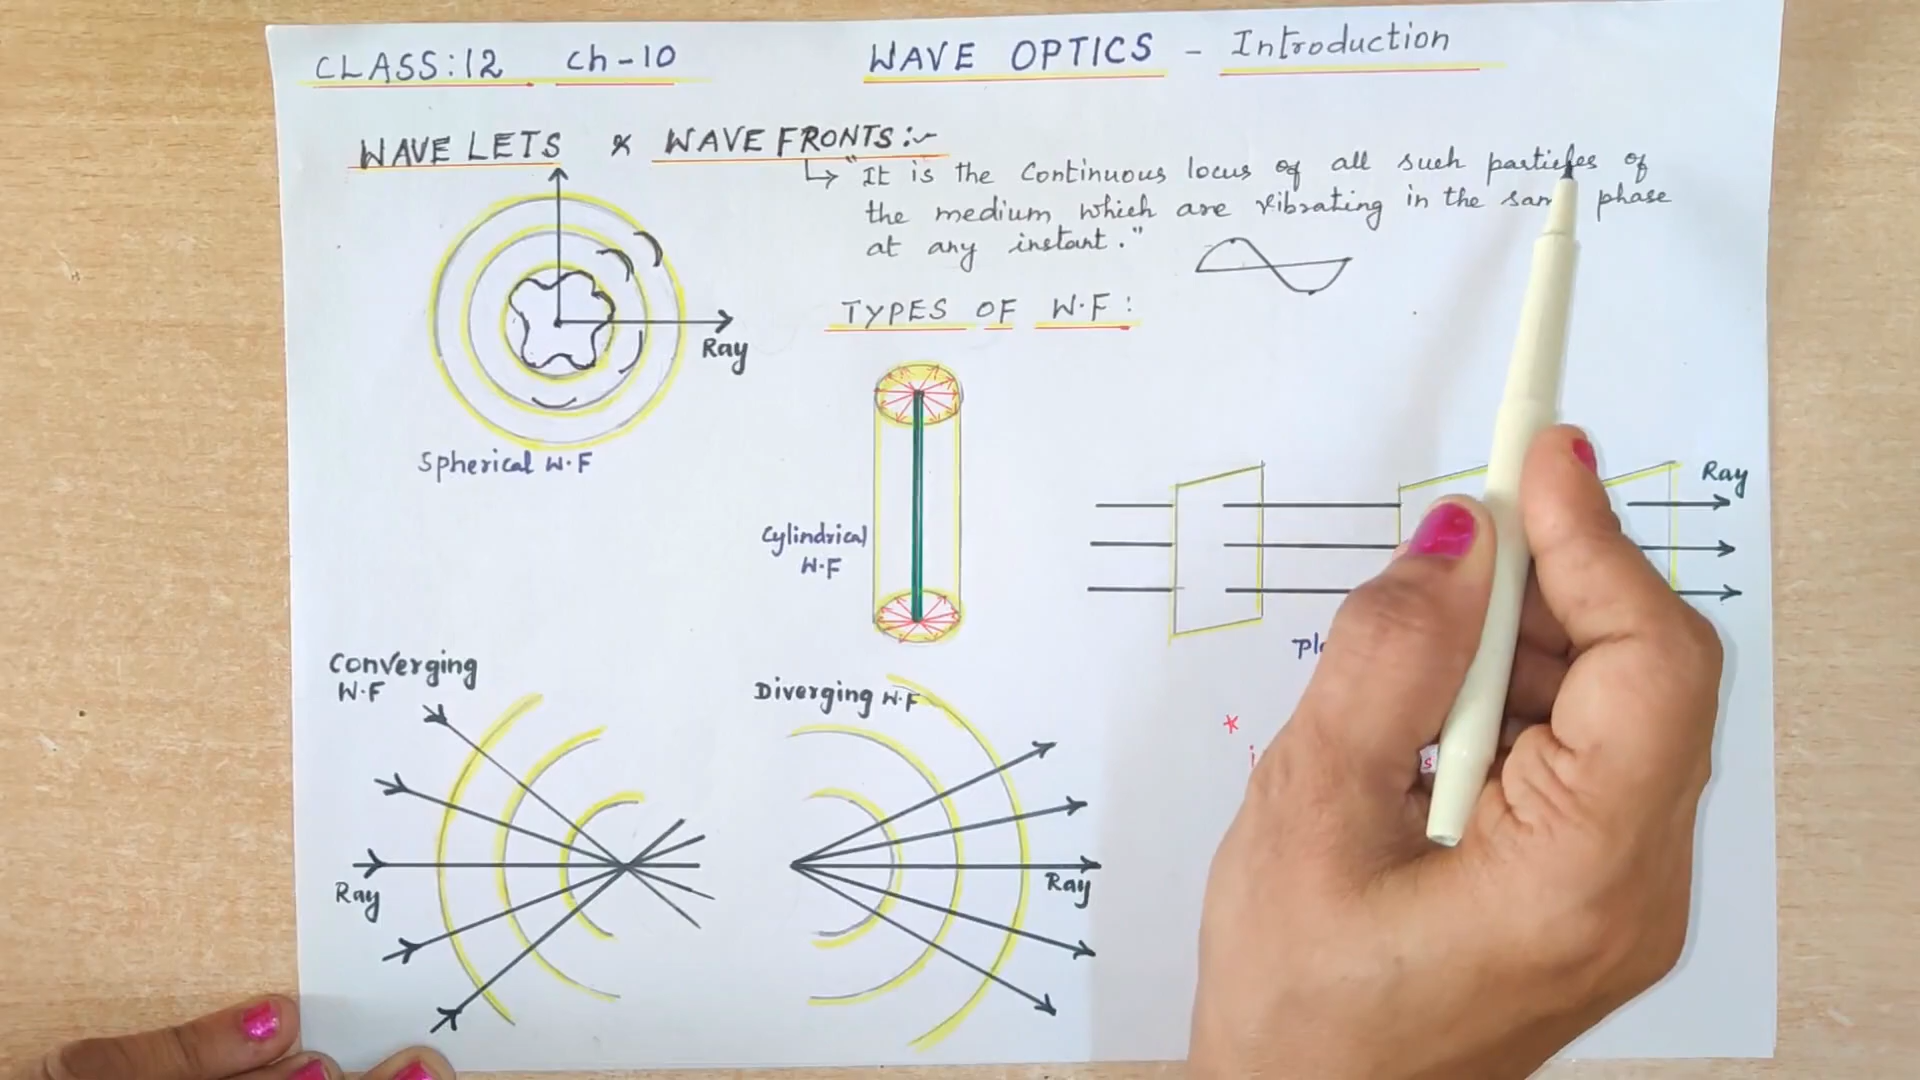 CLASS:12 Ch-10 WAVE OPTICS - Introduction
WAVE LETS & WAVE FRONTS:-
"It is the Continuous locus of all such particles of
the medium which are vibrating in the same phase
at any instant."
TYPES OF W.F:
Ray
Spherical W.F
Cylindrical
W.F
Ray
Converging
W.F
Ray
Diverging W.F
Ray
*